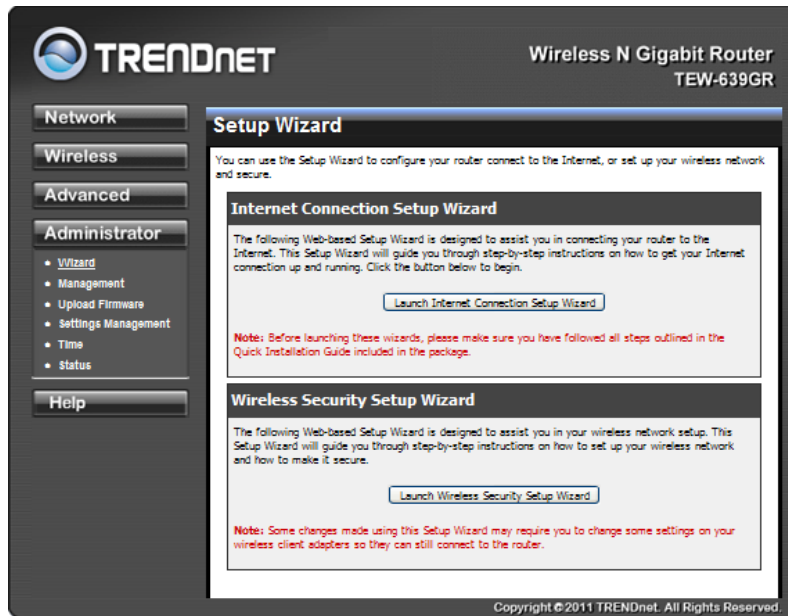 TRENDNET
Wireless N Gigabit Router
TEW-639GR
Network
Wireless
Advanced
Administrator
Wizard
Management
Upload Firmware
Settings Management
Time
Status
Help
Setup Wizard
You can use the Setup Wizard to configure your router connect to the Internet, or set up your wireless network
and secure.
Internet Connection Setup Wizard
The following Web-based Setup Wizard is designed to assist you in connecting your router to the
Internet. This Setup Wizard will guide you through step-by-step instructions on how to get your Internet
connection up and running. Click the button below to begin.
Launch Internet Connection Setup Wizard
Note: Before launching these wizards, please make sure you have followed all steps outlined in the
Quick Installation Guide included in the package.
Wireless Security Setup Wizard
The following Web-based Setup Wizard is designed to assist you in your wireless network setup. This
Setup Wizard will guide you through step-by-step instructions on how to set up your wireless network
and how to make it secure.
Launch Wireless Security Setup Wizard
Note: Some changes made using this Setup Wizard may require you to change some settings on your
wireless client adapters so they can still connect to the router.
Copyright © 2011 TRENDnet. All Rights Reserved.